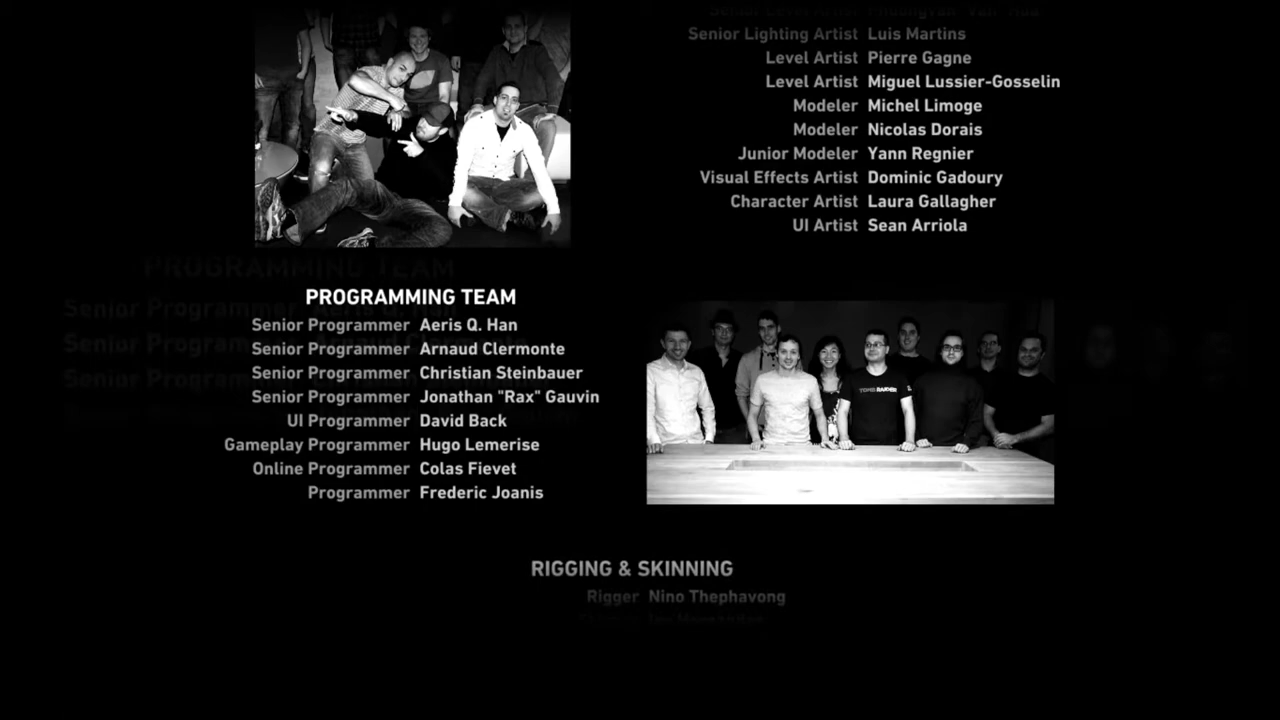 Senior Lighting Artist Luis Martins
Level Artist Pierre Gagne
Level Artist Miguel Lussier-Gosselin
Modeler Michel Limoge
Modeler Nicolas Dorais
Junior Modeler Yann Regnier
Visual Effects Artist Dominic Gadoury
Character Artist Laura Gallagher
UI Artist Sean Arriola
PROGRAMMING TEAM
Senior Programmer Aeris Q. Han
Senior Programmer Arnaud Clermonte
Senior Programmer Christian Steinbauer
Senior Programmer Jonathan "Rax" Gauvin
UI Programmer David Back
Gameplay Programmer Hugo Lemerise
Online Programmer Colas Fievet
Programmer Frederic Joanis
TOMB RAIDER
RIGGING & SKINNING
Rigger Nino Thephavong